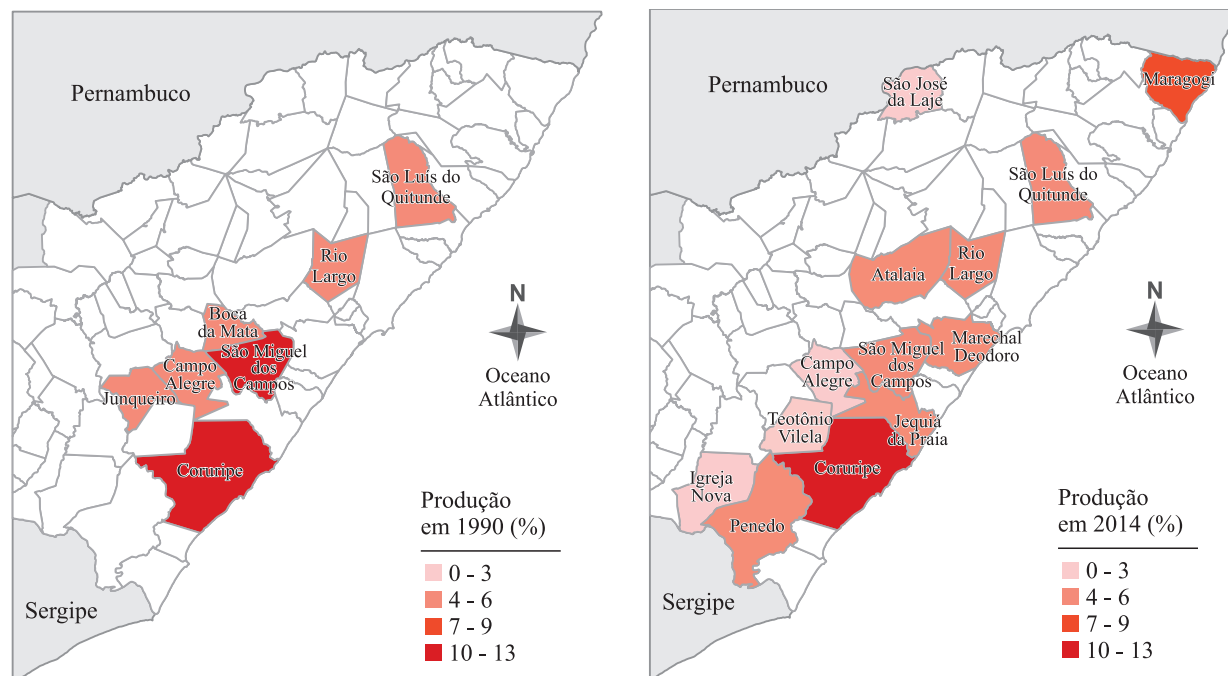 Pernambuco
São Luís do
Quitunde
Rio
Largo
Boca
da Mata
São Miguel
dos
Campos
Campo
Alegre
Junqueiro
Coruripe
N
Oceano
Atlântico
Produção
em 1990 (%)
0 - 3
4 - 6
7 - 9
10 - 13
Sergipe
Pernambuco
São José
da Laje
Maragogi
São Luís do
Quitunde
Atalaia
Rio
Largo
Marechal
Deodoro
São Miguel
dos
Campos
Campo
Alegre
Teotônio
Vilela
Jequiá
da Praia
Coruripe
Igreja
Nova
Penedo
N
Oceano
Atlântico
Produção
em 2014 (%)
0 - 3
4 - 6
7 - 9
10 - 13
Sergipe